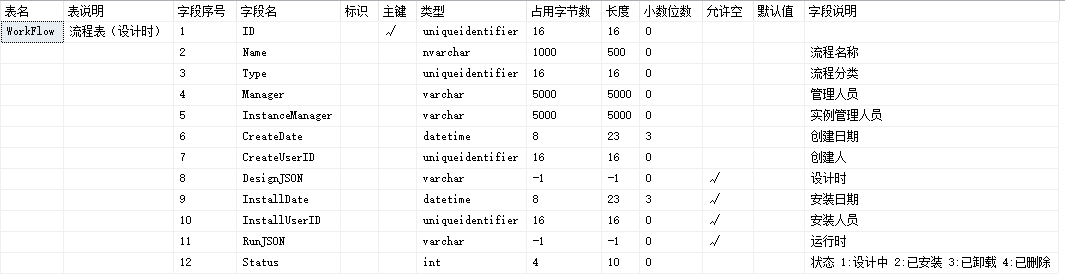 表名 表说明 字段序号 字段名 标识 主键 类型 占用字节数 长度 小数位数 允许空 默认值 字段说明
WorkFlow 流程表（设计时） 1 ID √ uniqueidentifier 16 16 0
2 Name nvarchar 1000 500 0 流程名称
3 Type uniqueidentifier 16 16 0 流程分类
4 Manager varchar 5000 5000 0 管理人员
5 InstanceManager varchar 5000 5000 0 实例管理人员
6 CreateDate datetime 8 23 3 创建日期
7 CreateUserID uniqueidentifier 16 16 0 创建人
8 DesignJSON varchar -1 -1 0 √ 设计时
9 InstallDate datetime 8 23 3 √ 安装日期
10 InstallUserID uniqueidentifier 16 16 0 √ 安装人员
11 RunJSON varchar -1 -1 0 √ 运行时
12 Status int 4 10 0 状态 1:设计中 2:已安装 3:已卸载 4:已删除